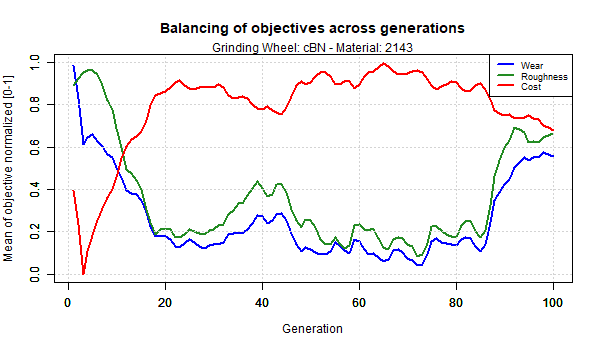 Balancing of objectives across generations
Grinding Wheel: cBN - Material: 2143
Mean of objective normalized [0-1]
1.0
0.8
0.6
0.4
0.2
0.0
Wear
Roughness
Cost
0 20 40 60 80 100
Generation